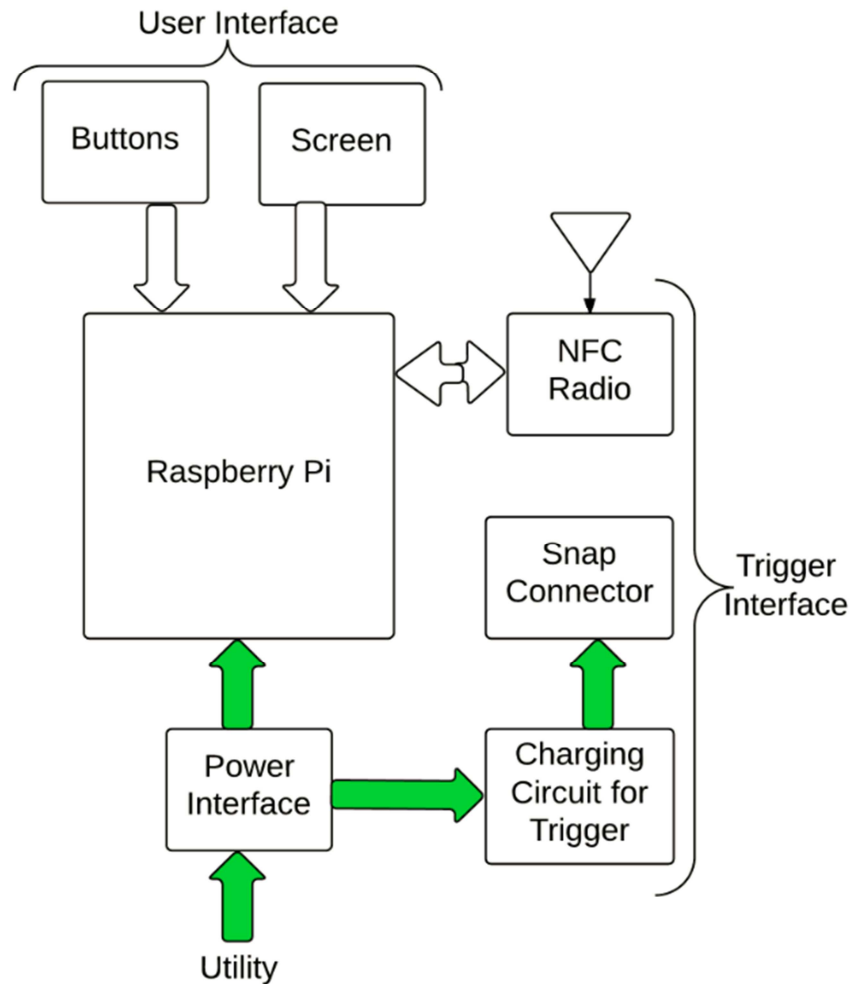 User Interface
Buttons
Screen
NFC
Radio
Raspberry Pi
Snap
Connector
Trigger
Interface
Power
Interface
Charging
Circuit for
Trigger
Utility